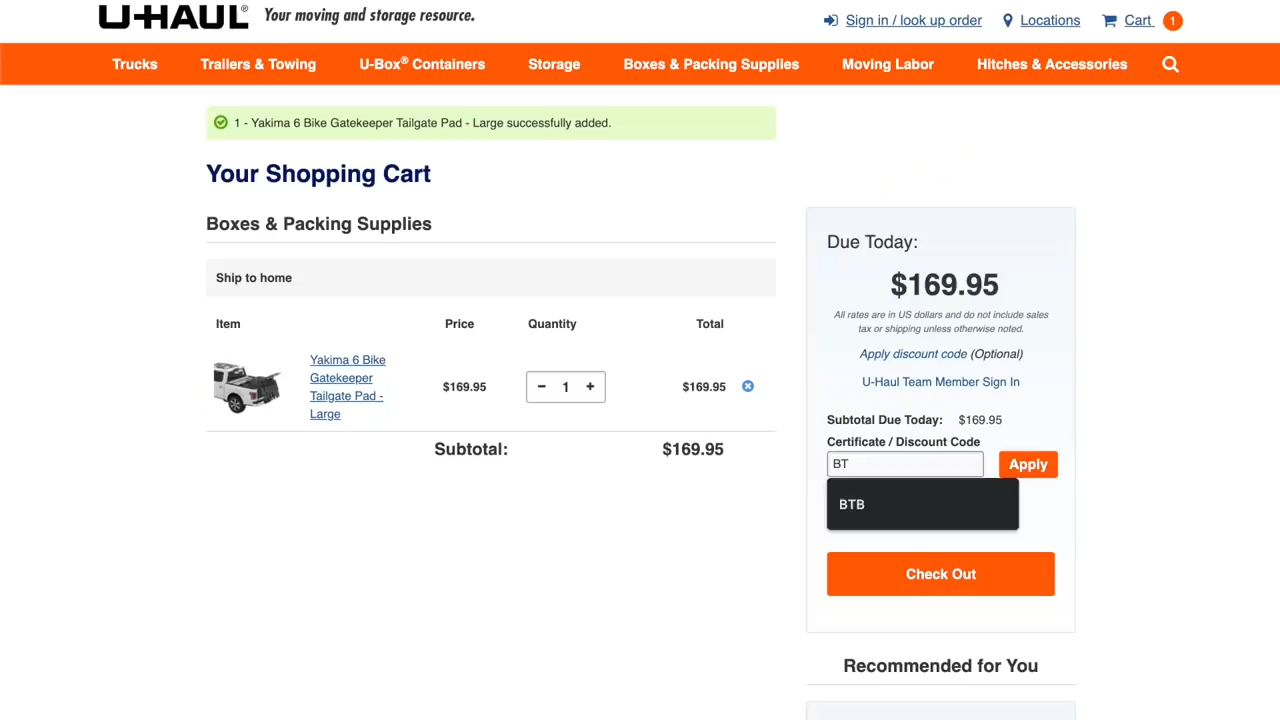 U-HAUL® Your moving and storage resource.
Sign in / look up order Locations Cart 1
Trucks Trailers & Towing U-Box® Containers Storage Boxes & Packing Supplies Moving Labor Hitches & Accessories
1 - Yakima 6 Bike Gatekeeper Tailgate Pad - Large successfully added.
Your Shopping Cart
Boxes & Packing Supplies
Ship to home
Item Price Quantity Total
Yakima 6 Bike
Gatekeeper
Tailgate Pad -
Large
$169.95 − 1 + $169.95
Subtotal: $169.95
Due Today:
$169.95
All rates are in US dollars and do not include sales
tax or shipping unless otherwise noted.
Apply discount code (Optional)
U-Haul Team Member Sign In
Subtotal Due Today: $169.95
Certificate / Discount Code
BT Apply
BTB
Check Out
Recommended for You